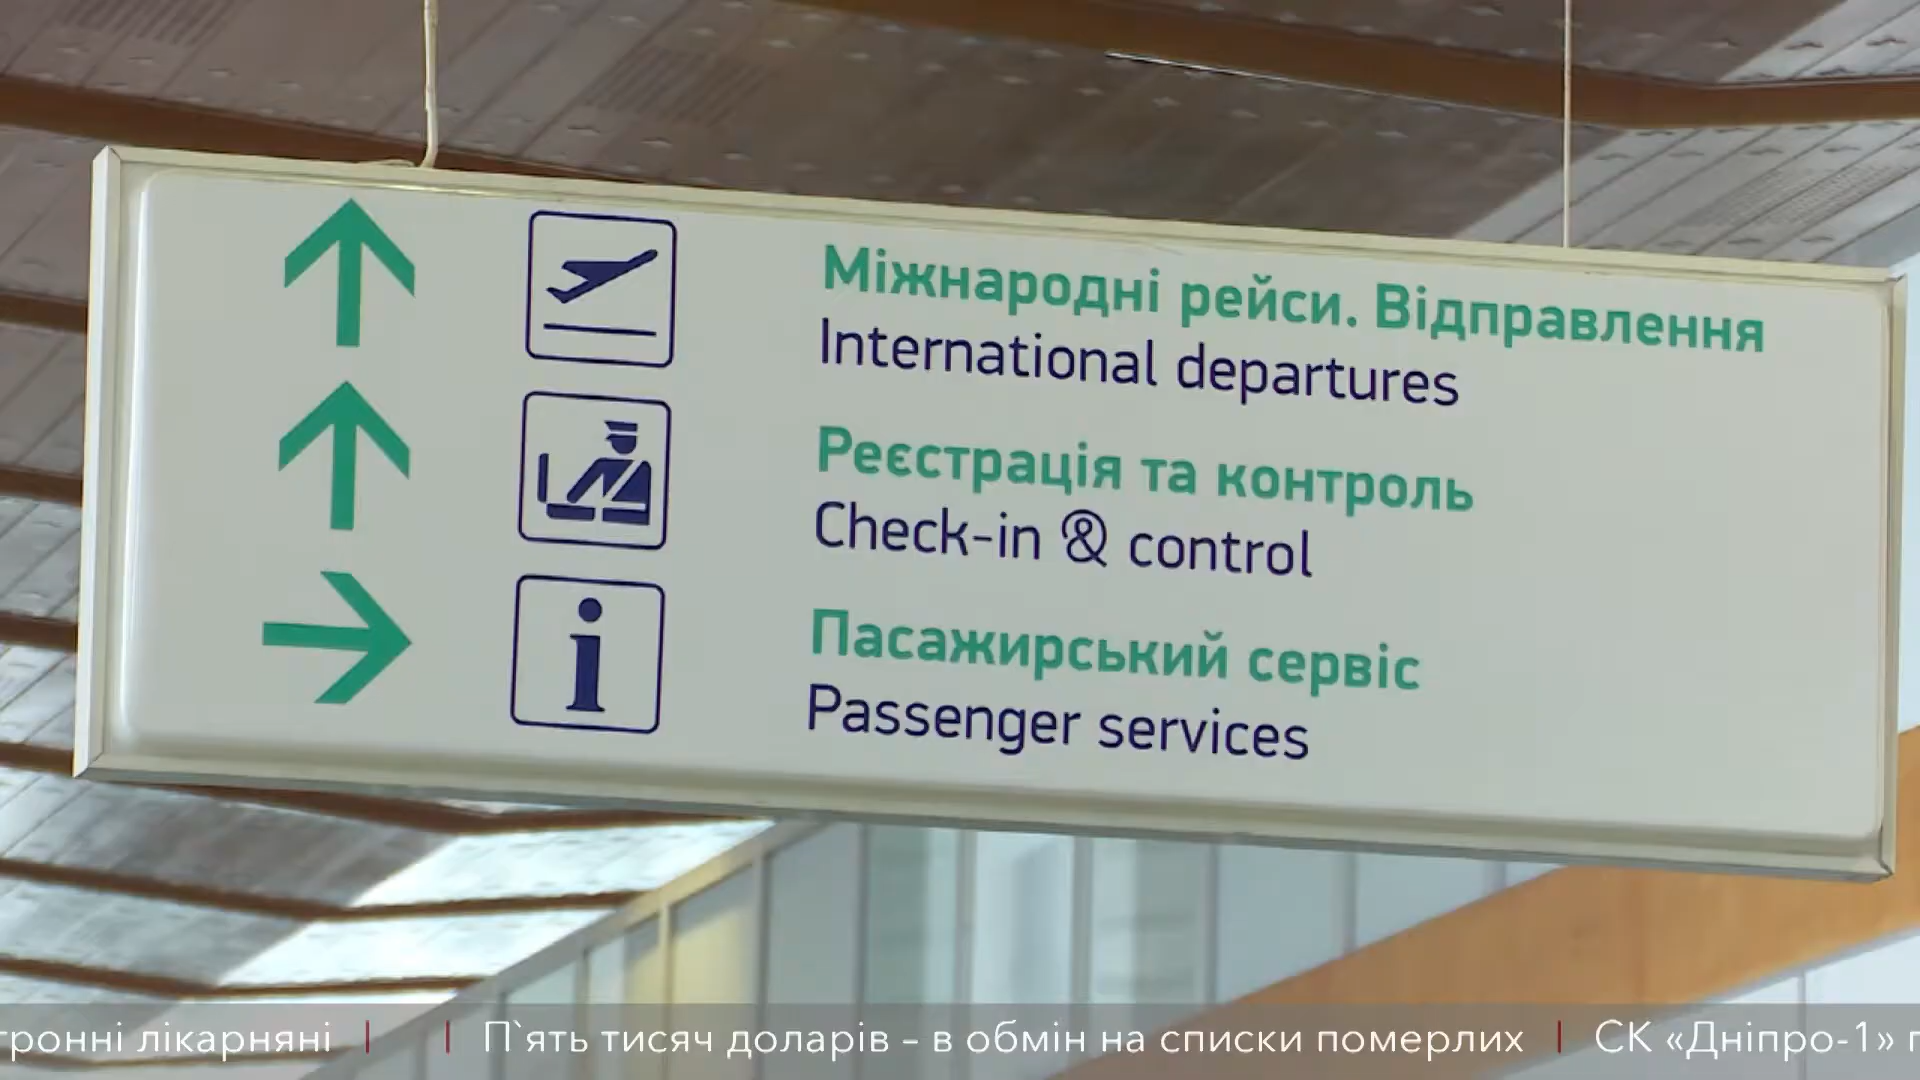 Міжнародні рейси. Відправлення
International departures
Реєстрація та контроль
Check-in & control
Пасажирський сервіс
Passenger services
лікарняні | | П`ять тисяч доларів – в обмін на списки померлих | СК «Дніпро-1»